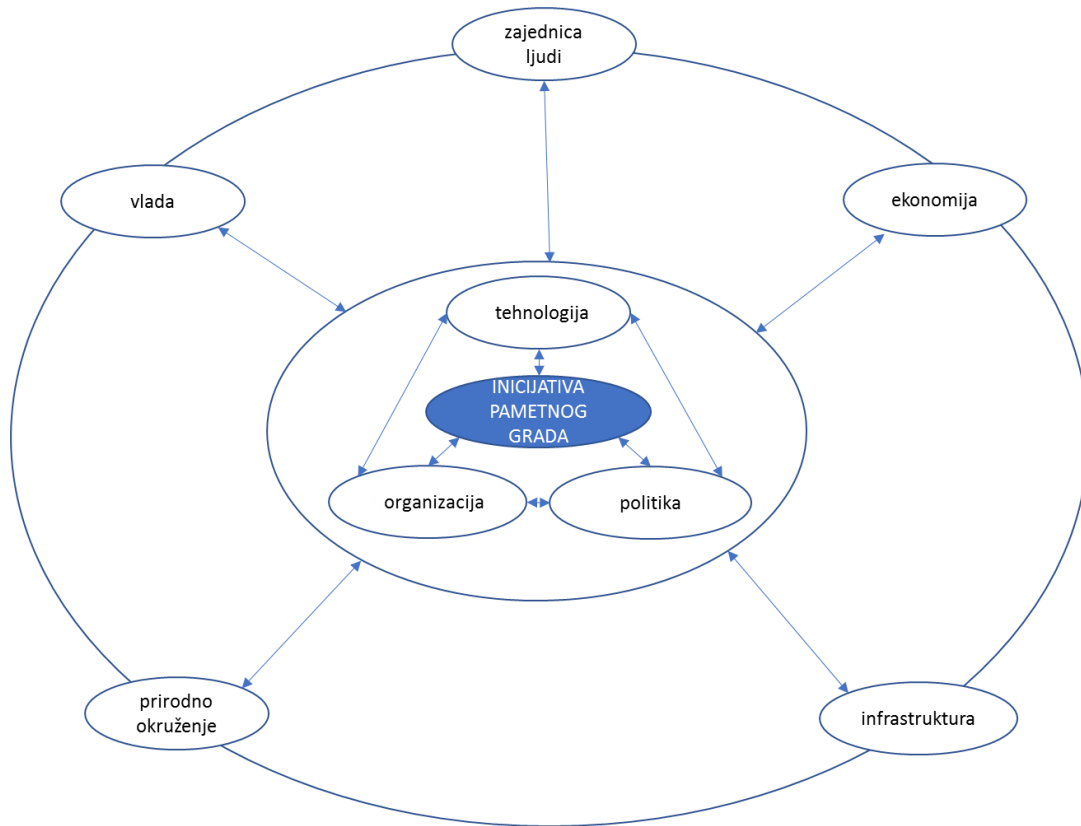 zajednica
ljudi
vlada
ekonomija
tehnologija
INICIJATIVA
PAMETNOG
GRADA
organizacija
politika
prirodno
okruženje
infrastruktura